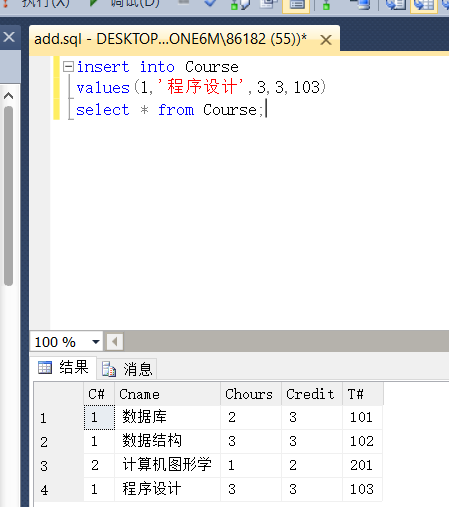 执行(X) 调试(D)
add.sql - DESKTOP...ONE6M\86182 (55))*
insert into Course
values(1,'程序设计',3,3,103)
select * from Course;
100 %
结果 消息
C# Cname Chours Credit T#
1 1 数据库 2 3 101
2 1 数据结构 3 3 102
3 2 计算机图形学 1 2 201
4 1 程序设计 3 3 103